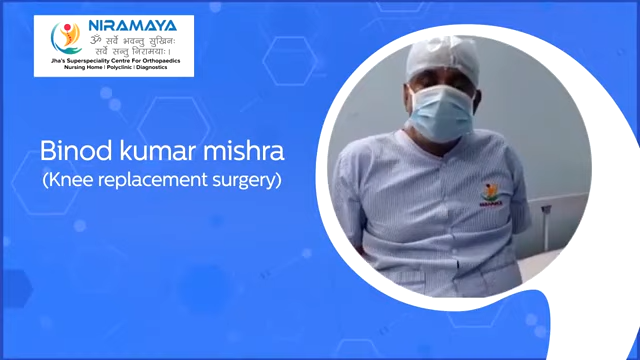 NIRAMAYA
ॐ सर्वे भवन्तु सुखिनः
सर्वे सन्तु निरामयाः।
Jha's Superspeciality Centre For Orthopaedics
Nursing Home | Polyclinic | Diagnostics
Binod kumar mishra
(Knee replacement surgery)
NIRAMAYA